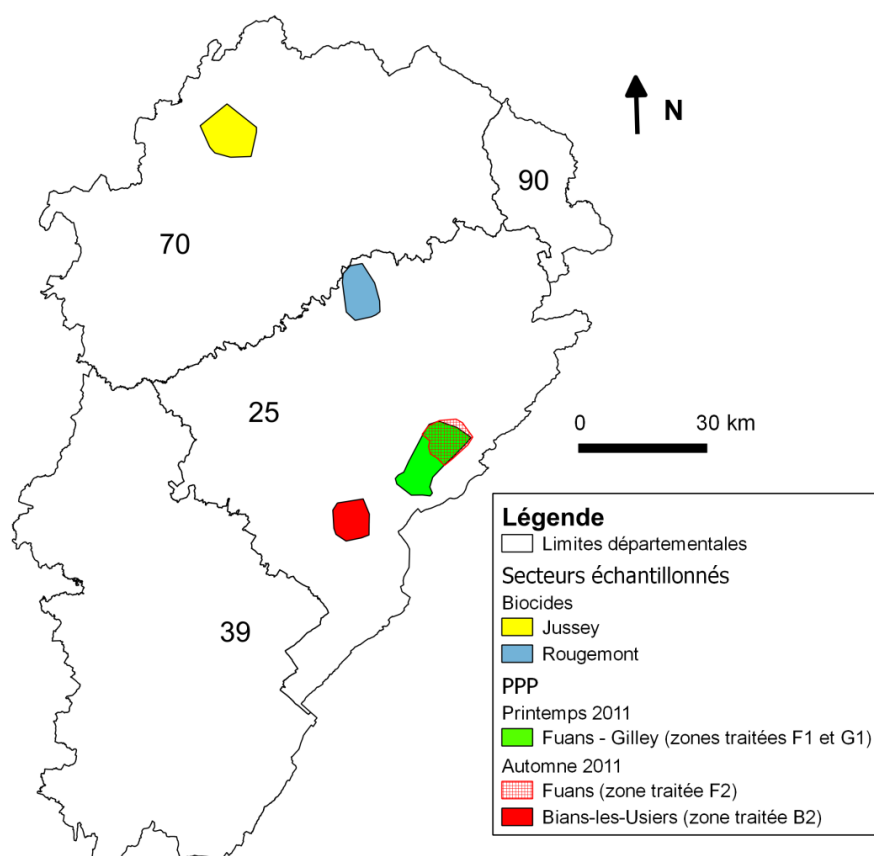 N
90
70
25
0 30 km
39
Légende
Limites départementales
Secteurs échantillonnés
Biocides
Jussey
Rougemont
PPP
Printemps 2011
Fuans - Gilley (zones traitées F1 et G1)
Automne 2011
Fuans (zone traitée F2)
Bians-les-Usiers (zone traitée B2)